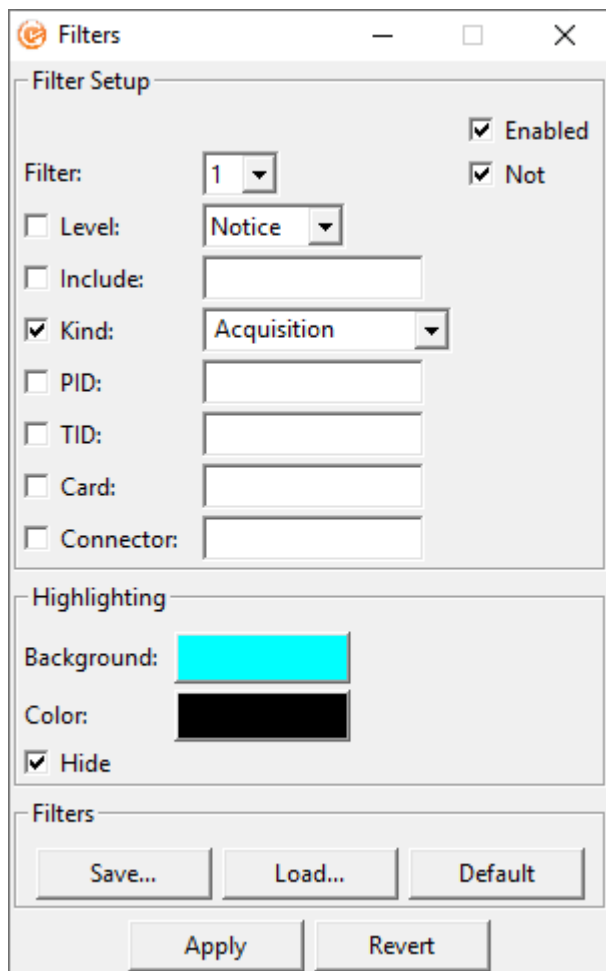 Filters
Filter Setup
Enabled
Filter: 1 Not
Level: Notice
Include:
Kind: Acquisition
PID:
TID:
Card:
Connector:
Highlighting
Background:
Color:
Hide
Filters
Save... Load... Default
Apply Revert